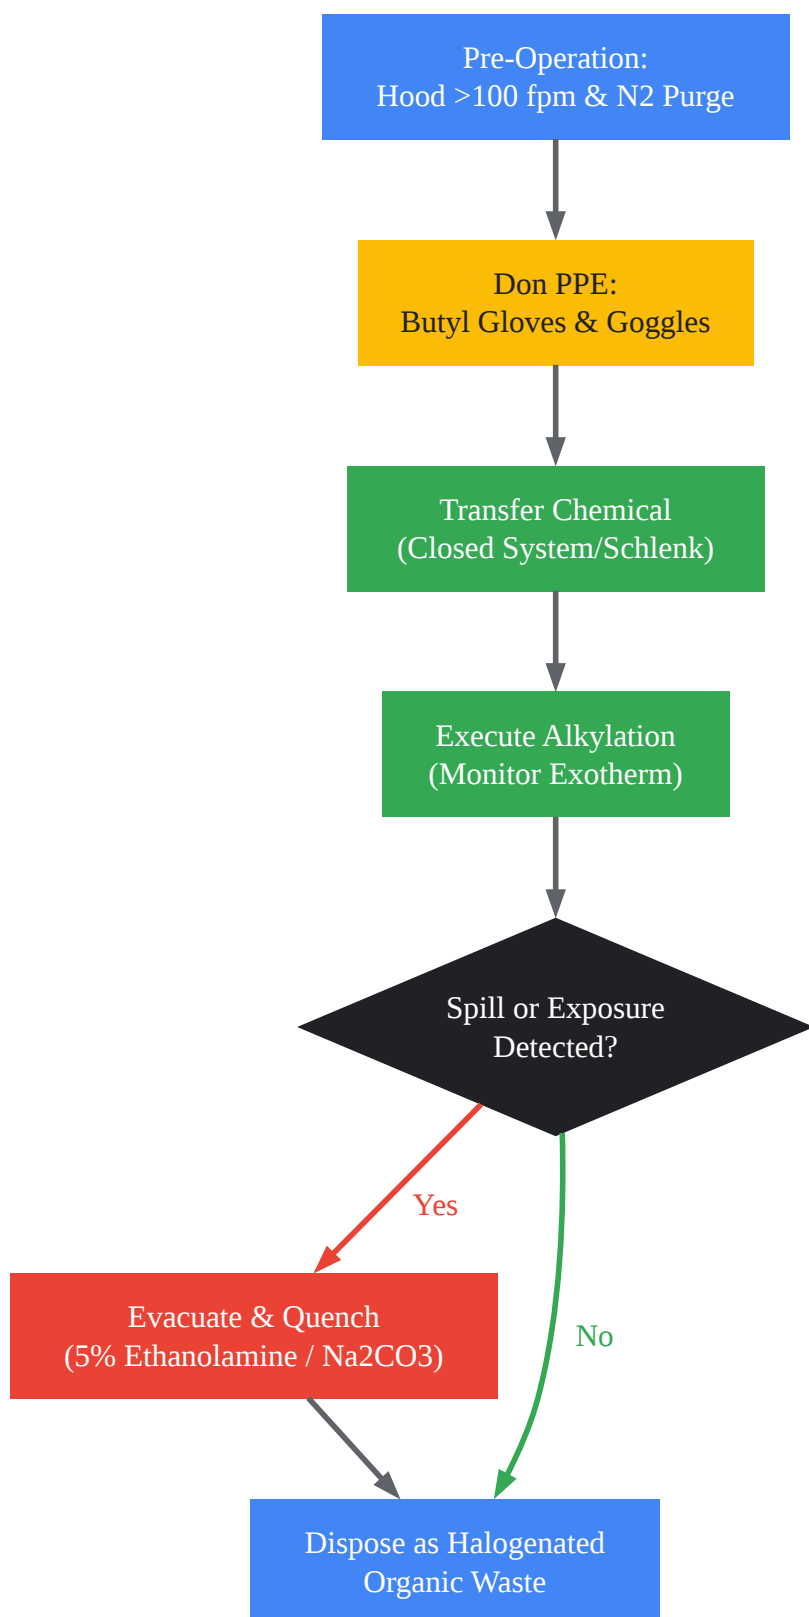 Pre-Operation:
Hood >100 fpm & N2 Purge
Don PPE:
Butyl Gloves & Goggles
Transfer Chemical
(Closed System/Schlenk)
Execute Alkylation
(Monitor Exotherm)
Spill or Exposure
Detected?
Yes
Evacuate & Quench
(5% Ethanolamine / Na2CO3)
No
Dispose as Halogenated
Organic Waste